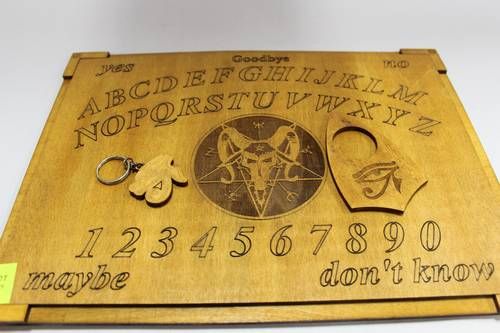 Goodbye
yes no
ABCDEFGHIJKLM
NOPQRSTUVWXYZ
1234567890
maybe don't know